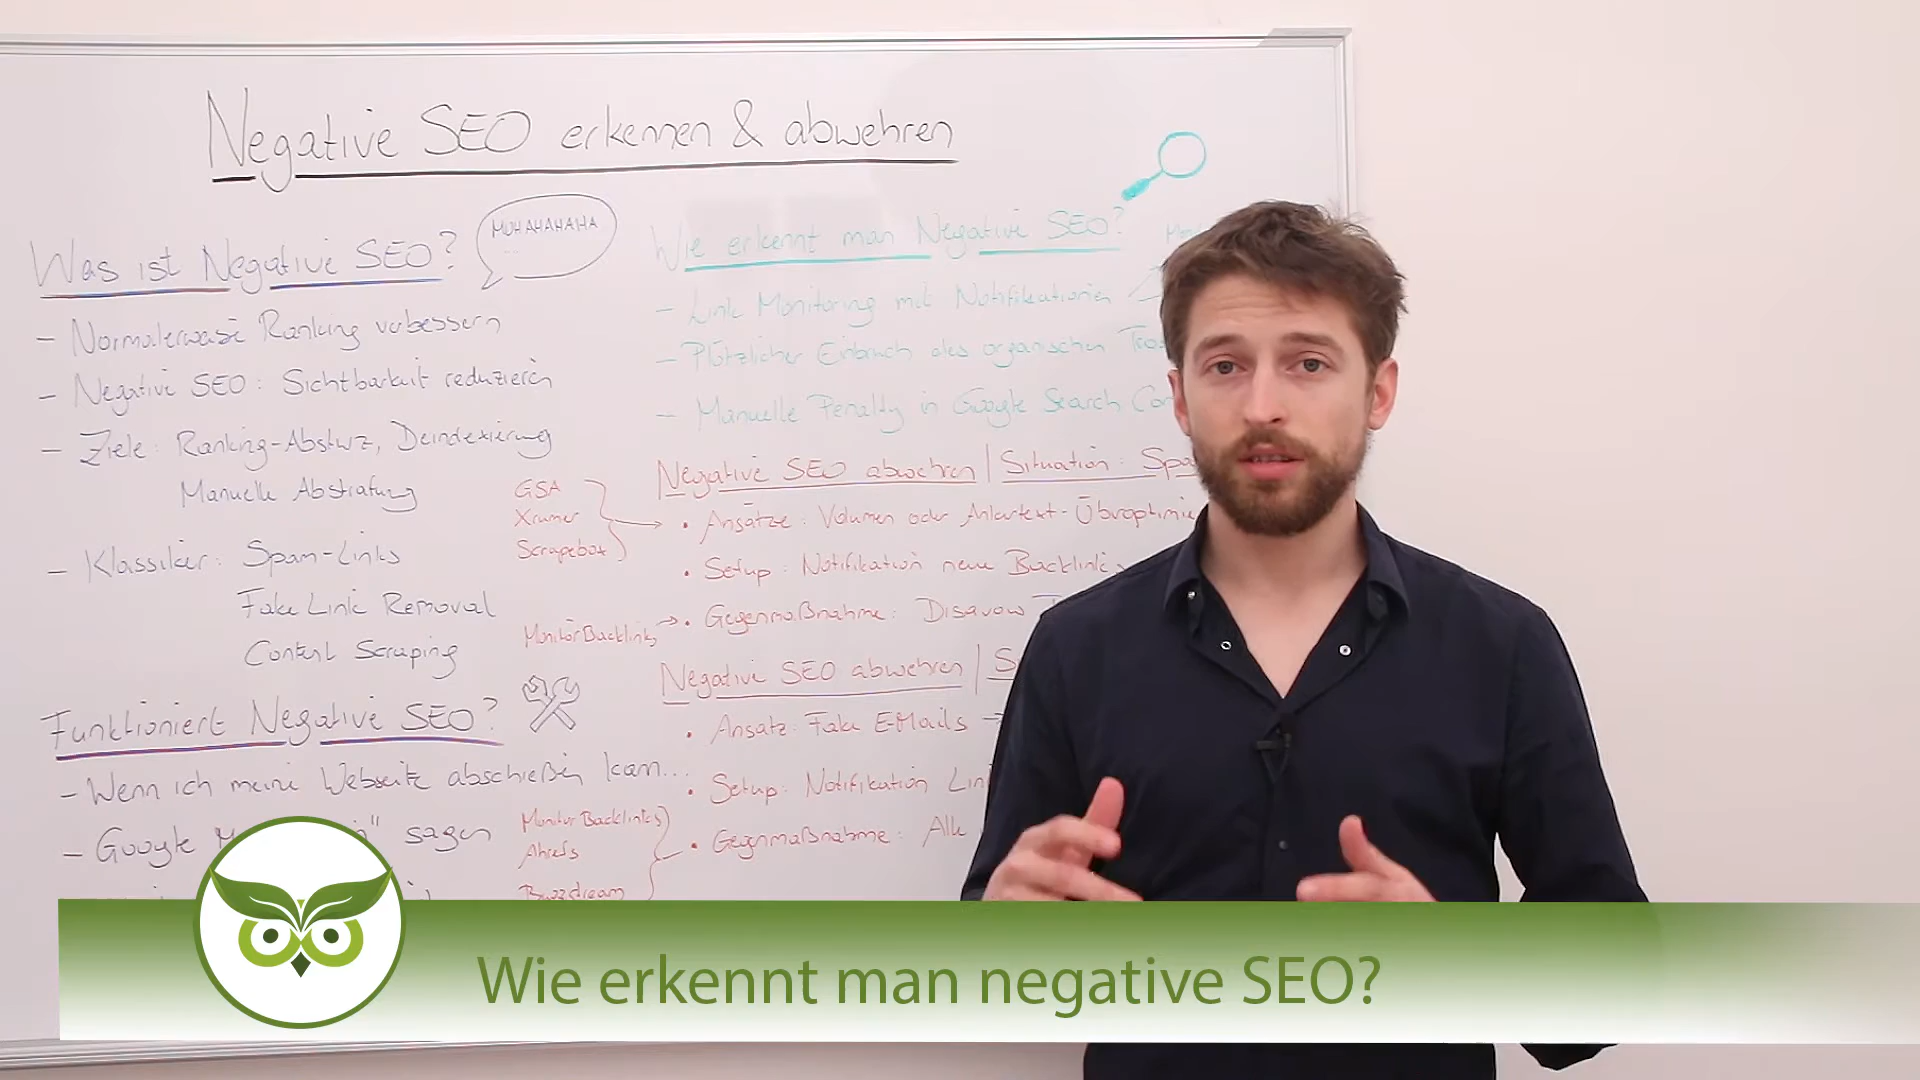 Negative SEO erkennen & abwehren
Was ist Negative SEO?
MUHAHAHAHA
- Normalerweise Ranking verbessern
- Negative SEO: Sichtbarkeit reduzieren
- Ziele: Ranking-Absturz, Deindexierung
Manuelle Abstrafung
- Klassiker: Spam-Links
Fake Link Removal
Content Scraping
Funktioniert Negative SEO?
- Wenn ich meine Webseite abschießen kann...
- Google sagen
Wie erkennt man Negative SEO?
- Link Monitoring mit Notifikationen
- Plötzlicher Einbruch des organischen
- Manuelle Penalty in Google Search
Negative SEO abwehren | Situation:
GSA
Xrumer
Scrapebox
• Ansätze: Volumen oder Ankertext-
• Setup: Notifikation neue Backlinks
MonitorBacklinks
• Gegenmaßnahme: Disavow
Negative SEO abwehren |
• Ansatz: Fake E-Mails →
• Setup: Notifikation
Monitor Backlinks
Ahrefs
Buzzstream
• Gegenmaßnahme: Alle
Wie erkennt man negative SEO?